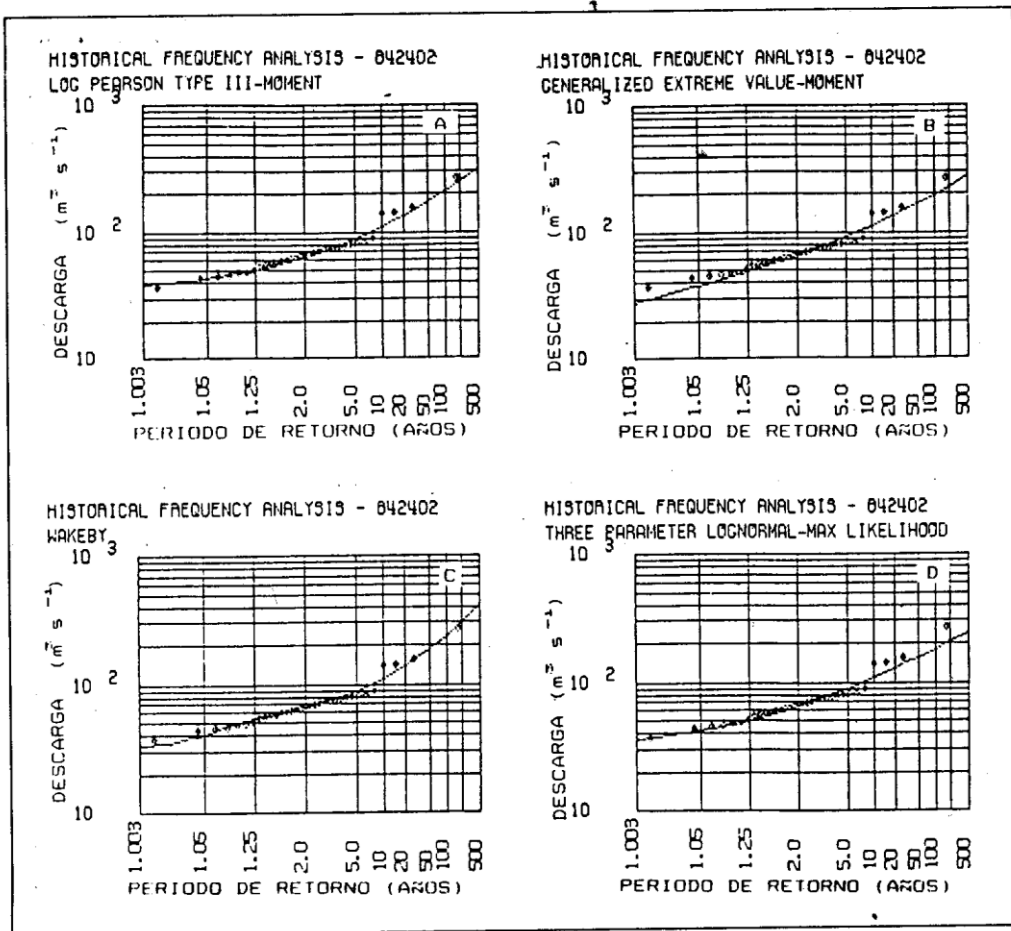 HISTORICAL FREQUENCY ANALYSIS - 842402
LOG PEARSON TYPE III-MOMENT
A
10 3
10 2
10
DESCARGA (m³ s⁻¹)
1.003 1.05 1.25 2.0 5.0 10 20 50 100 500
PERIODO DE RETORNO (AÑOS)
HISTORICAL FREQUENCY ANALYSIS - 842402
GENERALIZED EXTREME VALUE-MOMENT
B
10 3
10 2
10
DESCARGA (m³ s⁻¹)
1.003 1.05 1.25 2.0 5.0 10 20 50 100 500
PERIODO DE RETORNO (AÑOS)
HISTORICAL FREQUENCY ANALYSIS - 842402
WAKEBY
C
10 3
10 2
10
DESCARGA (m³ s⁻¹)
1.003 1.05 1.25 2.0 5.0 10 20 50 100 500
PERIODO DE RETORNO (AÑOS)
HISTORICAL FREQUENCY ANALYSIS - 842402
THREE PARAMETER LOGNORMAL-MAX LIKELIHOOD
D
10 3
10 2
10
DESCARGA (m³ s⁻¹)
1.003 1.05 1.25 2.0 5.0 10 20 50 100 500
PERIODO DE RETORNO (AÑOS)